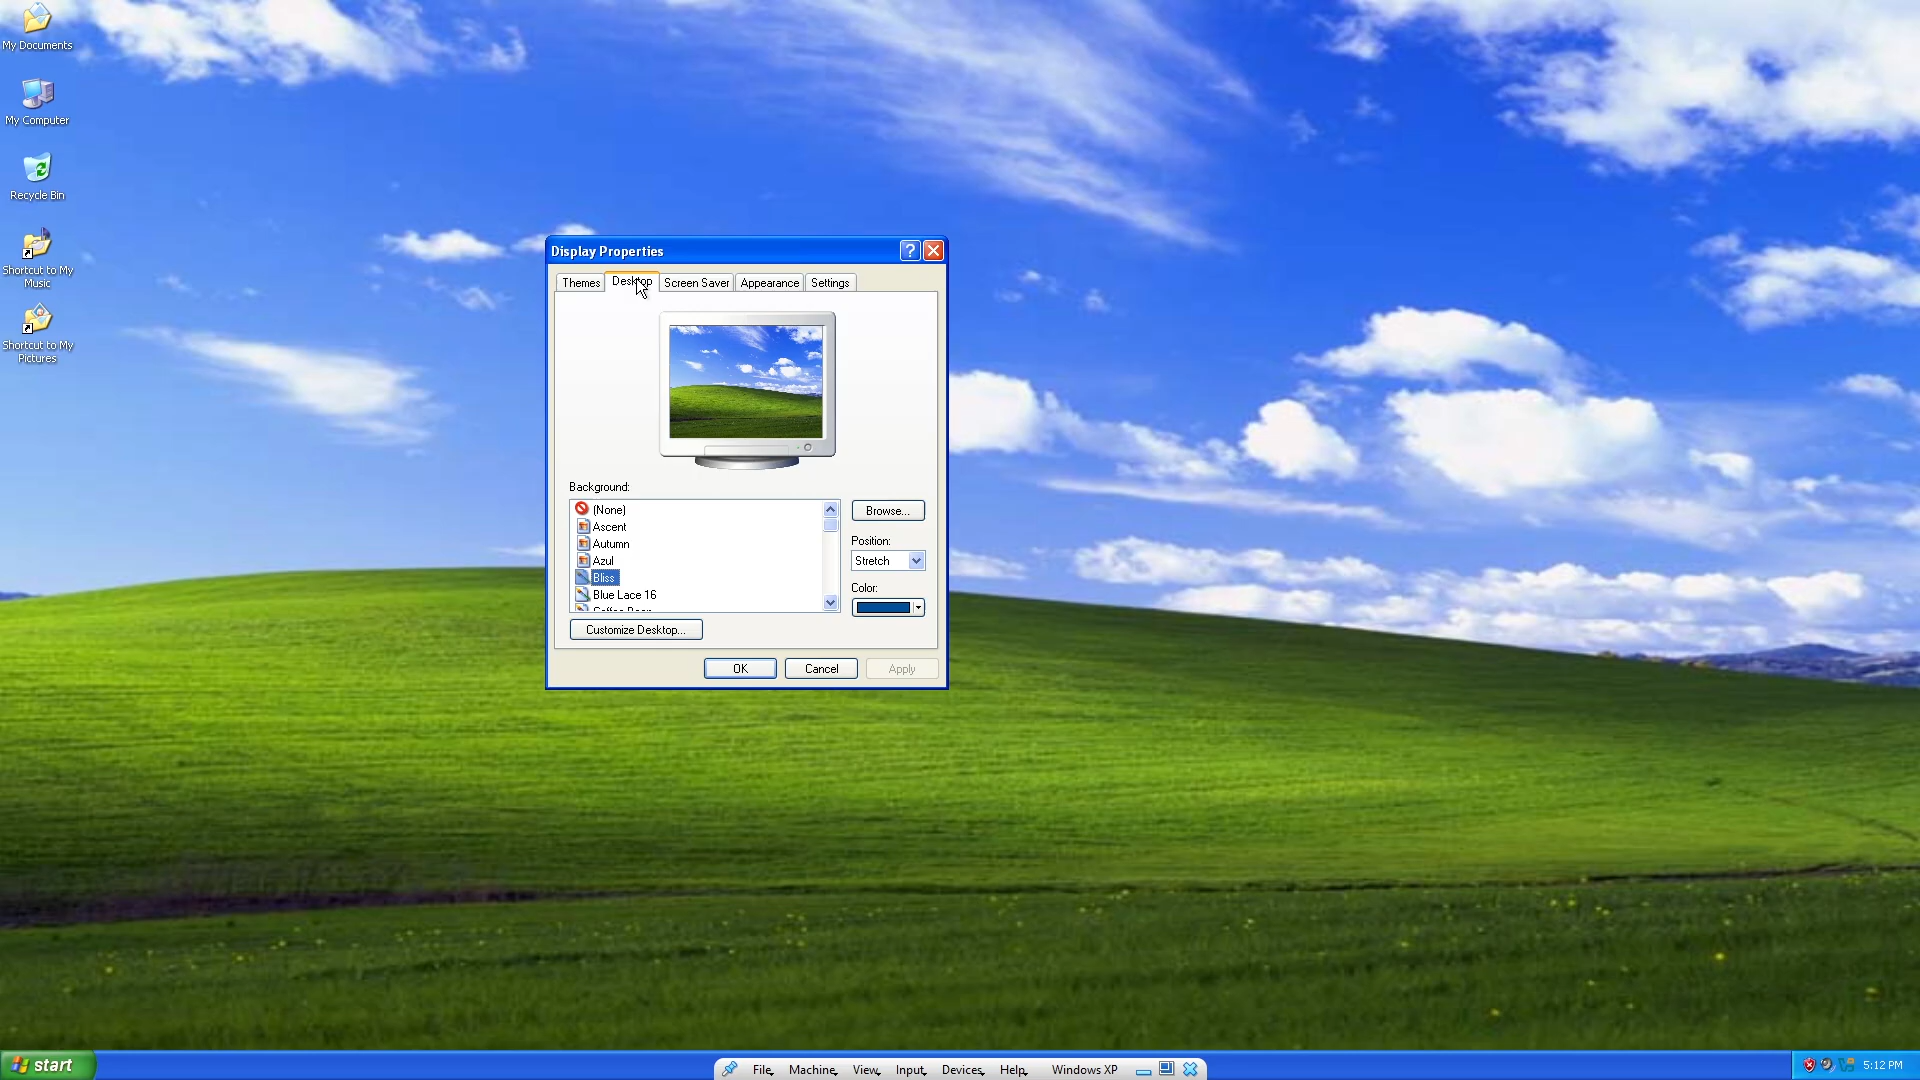 My Documents
My Computer
Recycle Bin
Shortcut to My
Music
Shortcut to My
Pictures
Display Properties
?
Themes
Desktop
Screen Saver
Appearance
Settings
Background:
(None)
Ascent
Autumn
Azul
Bliss
Blue Lace 16
Browse...
Position:
Stretch
Color:
Customize Desktop...
OK
Cancel
Apply
start
File
Machine
View
Input
Devices
Help
Windows XP
5:12 PM